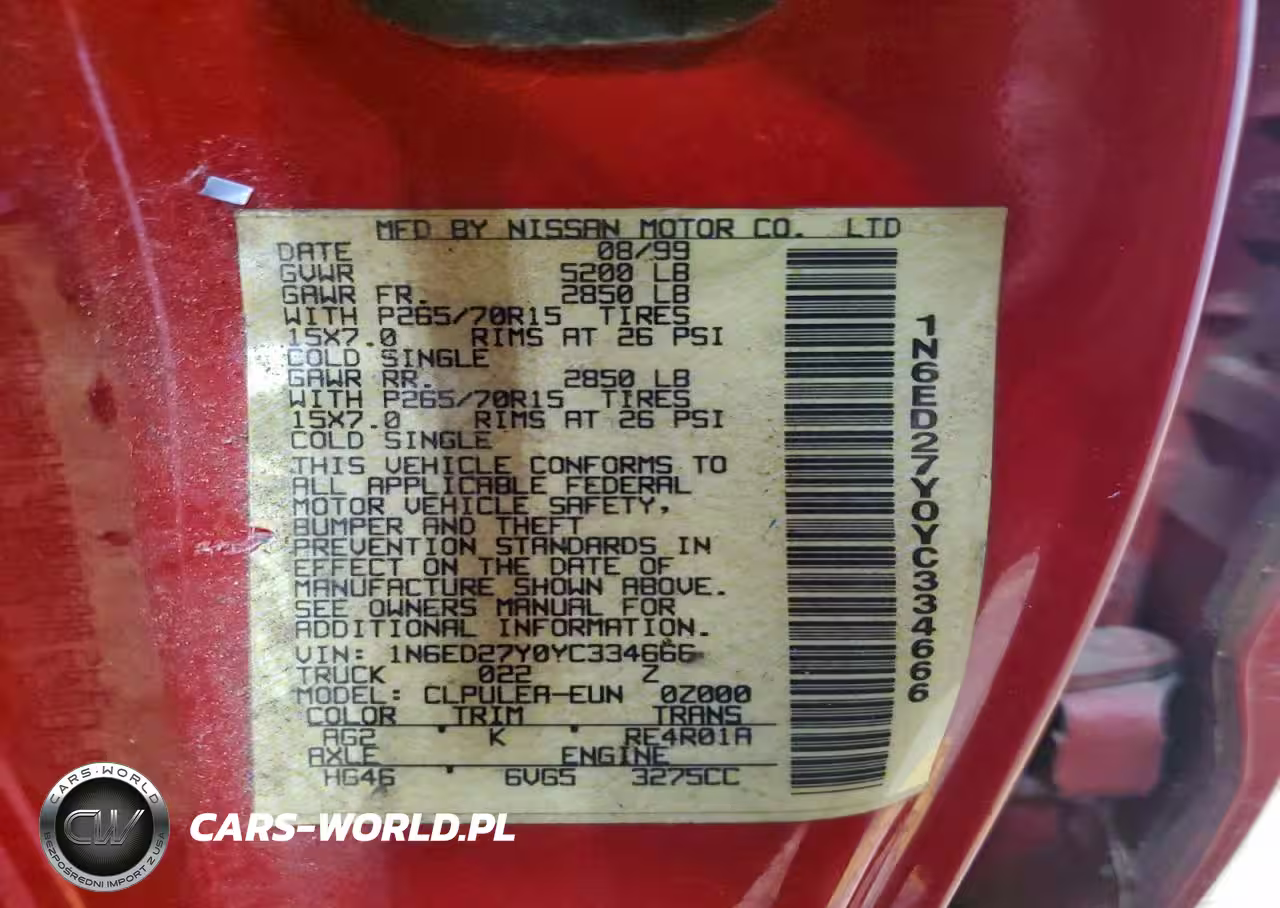 MFD BY NISSAN MOTOR CO. LTD
DATE 08/99
GVWR 5200 LB
GAWR FR. 2850 LB
WITH P265/70R15 TIRES
15X7.0 RIMS AT 26 PSI
COLD SINGLE
GAWR RR. 2850 LB
WITH P265/70R15 TIRES
15X7.0 RIMS AT 26 PSI
COLD SINGLE
THIS VEHICLE CONFORMS TO
ALL APPLICABLE FEDERAL
MOTOR VEHICLE SAFETY,
BUMPER AND THEFT
PREVENTION STANDARDS IN
EFFECT ON THE DATE OF
MANUFACTURE SHOWN ABOVE.
SEE OWNERS MANUAL FOR
ADDITIONAL INFORMATION.
VIN: 1N6ED27Y0YC334666
TRUCK 022 Z
MODEL: CLPULEA-EUN 0Z000
COLOR TRIM TRANS
AG2 K RE4R01A
AXLE ENGINE
HG46 6VG5 3275CC
1N6ED27Y0YC334666
CARS-WORLD
CW
BEZPOŚREDNI IMPORT Z USA
CARS-WORLD.PL